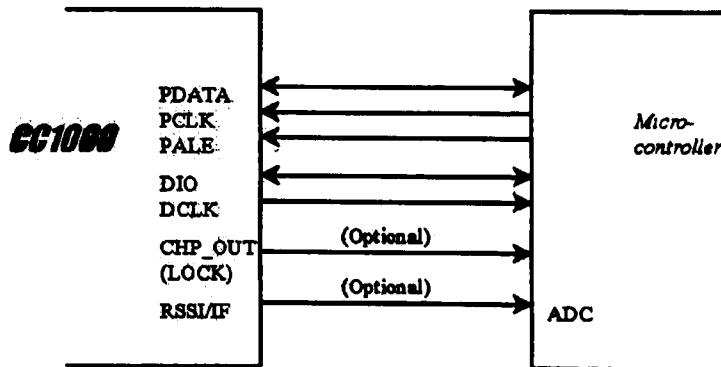 PDATA
PCLK
PALE
CC1000
DIO
DCLK
CHP_OUT
(LOCK)
RSSI/IF
(Optional)
(Optional)
Micro-
controller
ADC